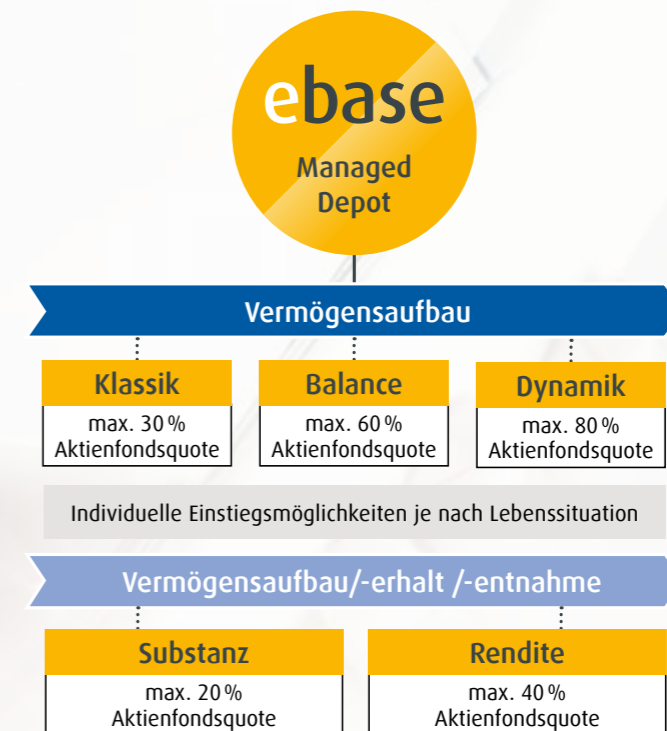 ebase
Managed
Depot
Vermögensaufbau
Klassik
max. 30 %
Aktienfondsquote
Balance
max. 60 %
Aktienfondsquote
Dynamik
max. 80 %
Aktienfondsquote
Individuelle Einstiegsmöglichkeiten je nach Lebenssituation
Vermögensaufbau/-erhalt /-entnahme
Substanz
max. 20 %
Aktienfondsquote
Rendite
max. 40 %
Aktienfondsquote